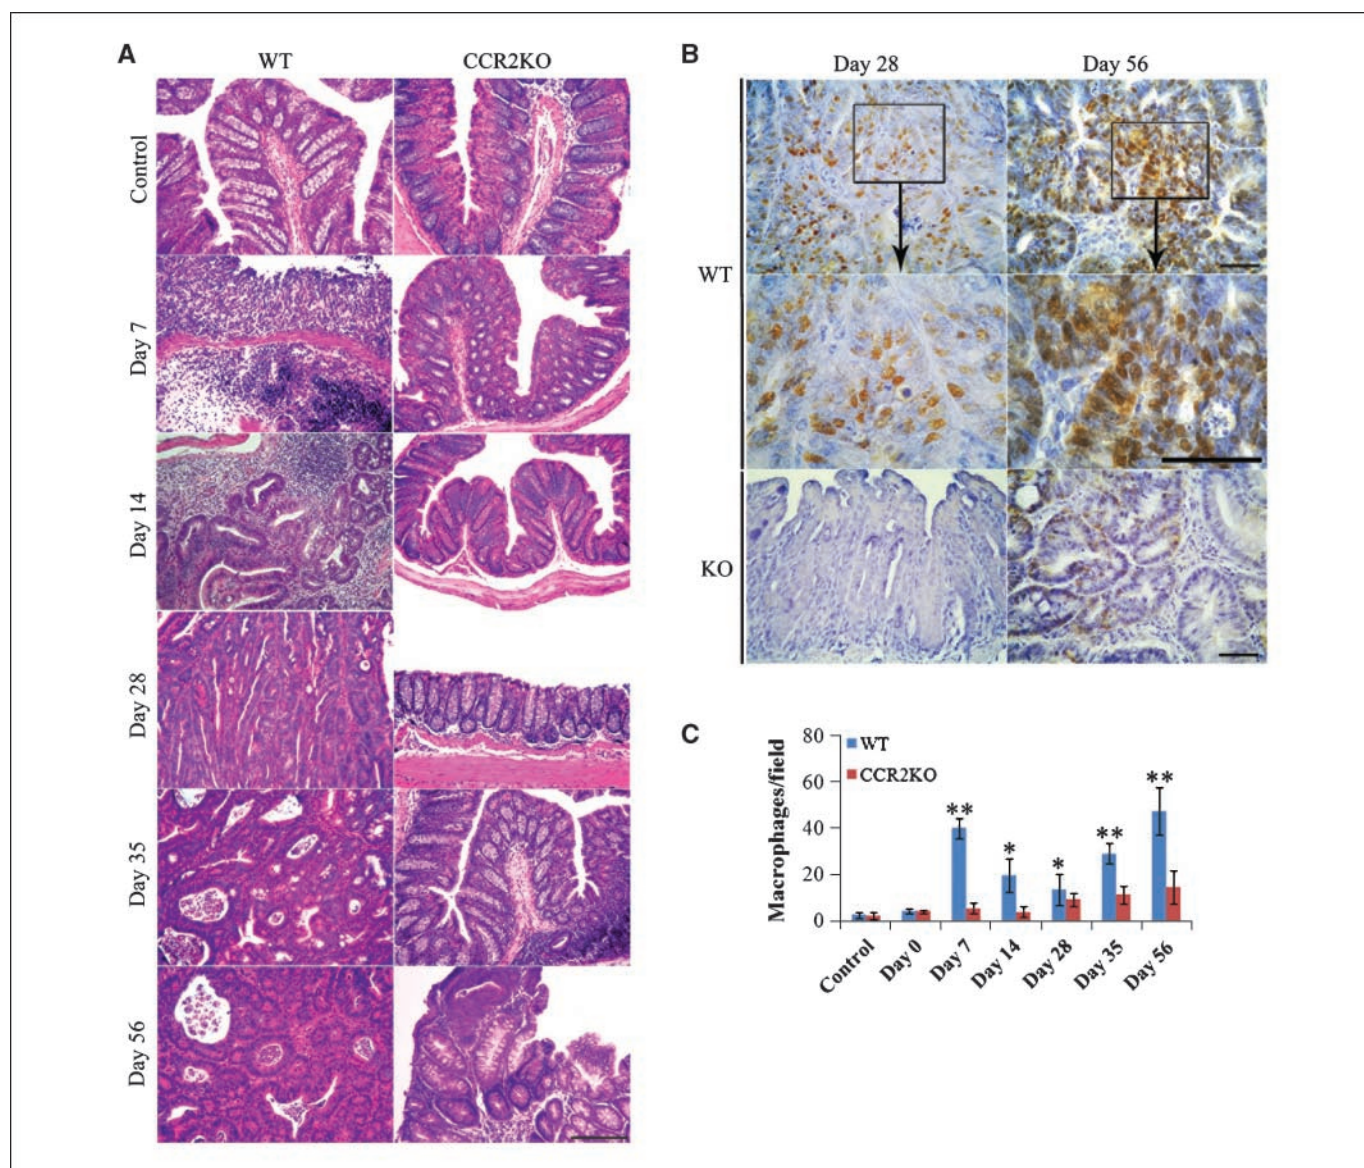 A
WT
CCR2KO
Control
Day 7
Day 14
Day 28
Day 35
Day 56
B
Day 28
Day 56
WT
KO
C
Macrophages/field
80
60
40
20
0
WT
CCR2KO
**
*
*
**
**
Control
Day 0
Day 7
Day 14
Day 28
Day 35
Day 56